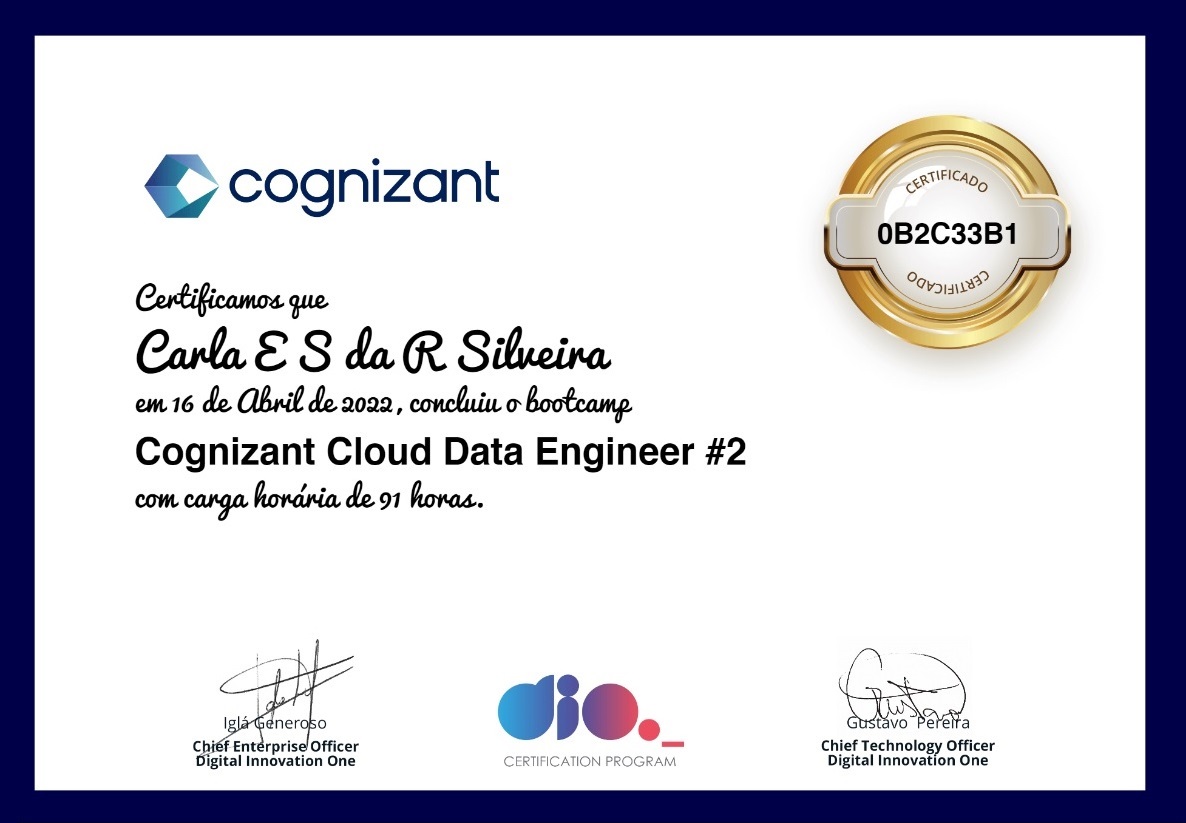 cognizant
CERTIFICADO
0B2C33B1
CERTIFICADO
Certificamos que
Carla E S da R Silveira
em 16 de Abril de 2022, concluiu o bootcamp
Cognizant Cloud Data Engineer #2
com carga horária de 91 horas.
Iglá Generoso
Chief Enterprise Officer
Digital Innovation One
dio._
CERTIFICATION PROGRAM
Gustavo
Gustavo Pereira
Chief Technology Officer
Digital Innovation One